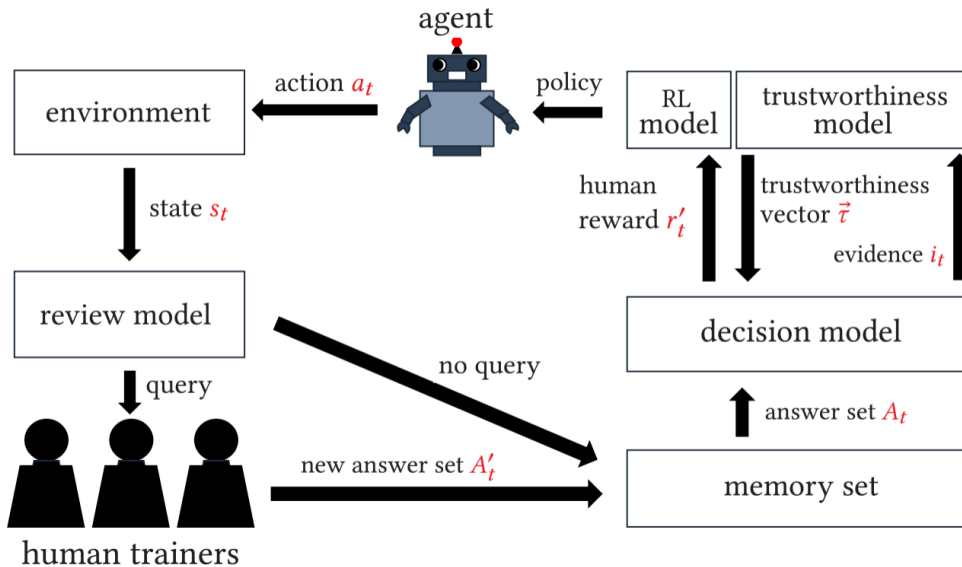 agent
action a_t
policy
environment
RL
model
trustworthiness
model
state s_t
human
reward r′_t
trustworthiness
vector τ⃗
evidence i_t
review model
decision model
query
no query
answer set A_t
new answer set A′_t
memory set
human trainers